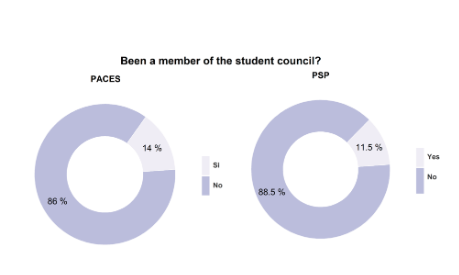 Been a member of the student council?
PACES
14 %
86 %
Si
No
PSP
11.5 %
88.5 %
Yes
No